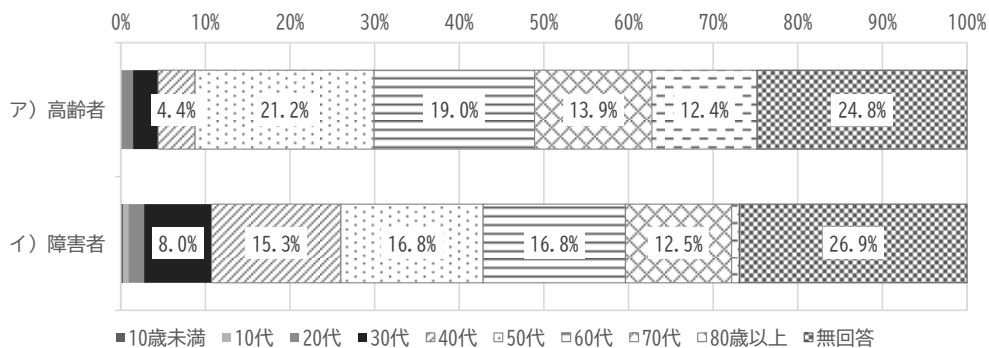 0% 10% 20% 30% 40% 50% 60% 70% 80% 90% 100%
ア）高齢者 4.4% 21.2% 19.0% 13.9% 12.4% 24.8%
イ）障害者 8.0% 15.3% 16.8% 16.8% 12.5% 26.9%
10歳未満 10代 20代 30代 40代 50代 60代 70代 80歳以上 無回答